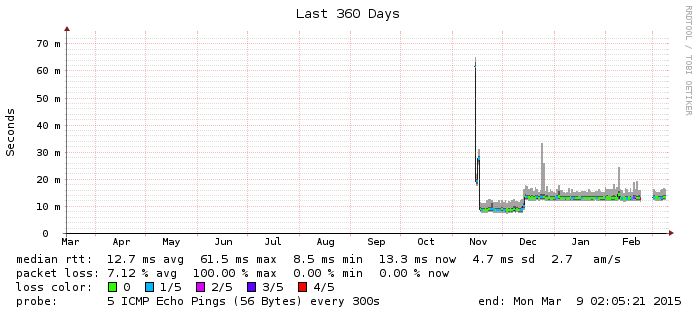 Last 360 Days
RRDTOOL / TOBI OETIKER
Seconds
70 m
60 m
50 m
40 m
30 m
20 m
10 m
0
Mar Apr May Jun Jul Aug Sep Oct Nov Dec Jan Feb
median rtt: 12.7 ms avg 61.5 ms max 8.5 ms min 13.3 ms now 4.7 ms sd 2.7 am/s
packet loss: 7.12 % avg 100.00 % max 0.00 % min 0.00 % now
loss color: 0 1/5 2/5 3/5 4/5
probe: 5 ICMP Echo Pings (56 Bytes) every 300s end: Mon Mar 9 02:05:21 2015